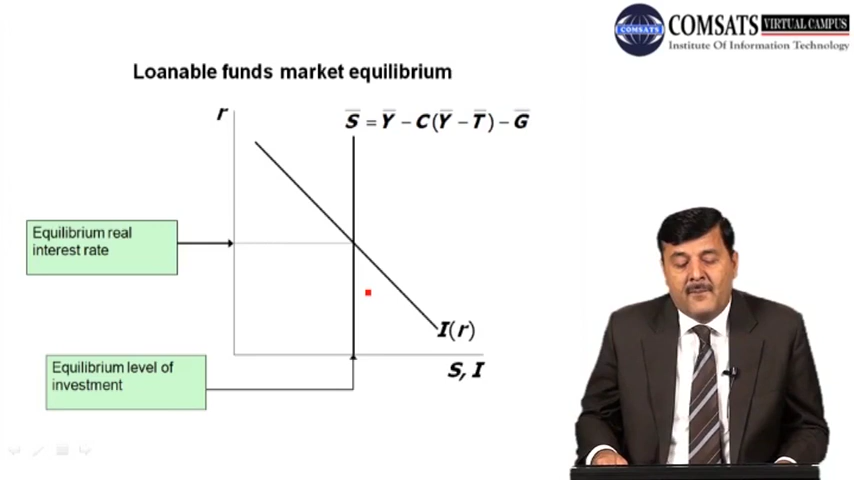 COMSATS VIRTUAL CAMPUS
COMSATS
Institute Of Information Technology
Loanable funds market equilibrium
r
S̅ = Y̅ − C(Y̅ − T̅) − G̅
Equilibrium real
interest rate
I(r)
Equilibrium level of
investment
S, I